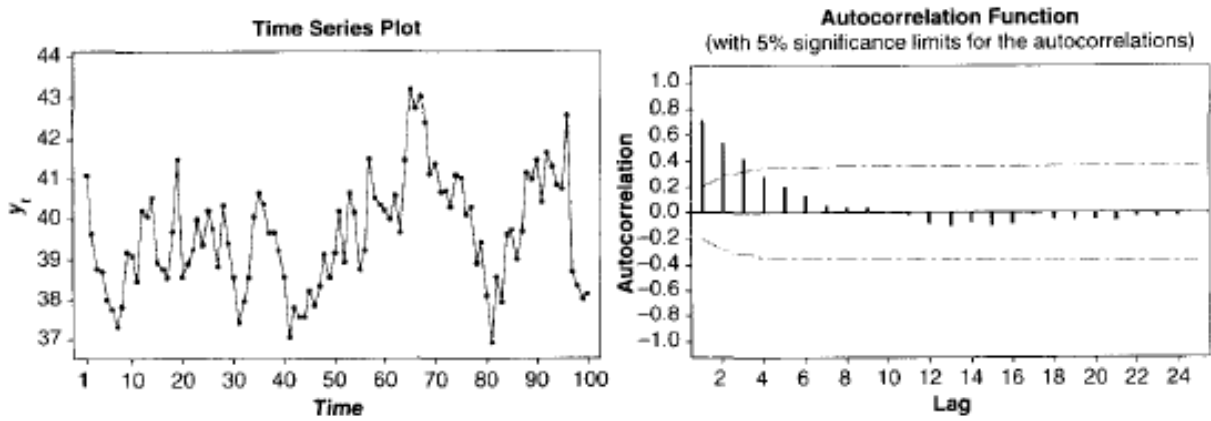 Time Series Plot
44
43
42
41
40
39
38
37
yt
1 10 20 30 40 50 60 70 80 90 100
Time
Autocorrelation Function
(with 5% significance limits for the autocorrelations)
1.0
0.8
0.6
0.4
0.2
0.0
−0.2
−0.4
−0.6
−0.8
−1.0
Autocorrelation
2 4 6 8 10 12 14 16 18 20 22 24
Lag